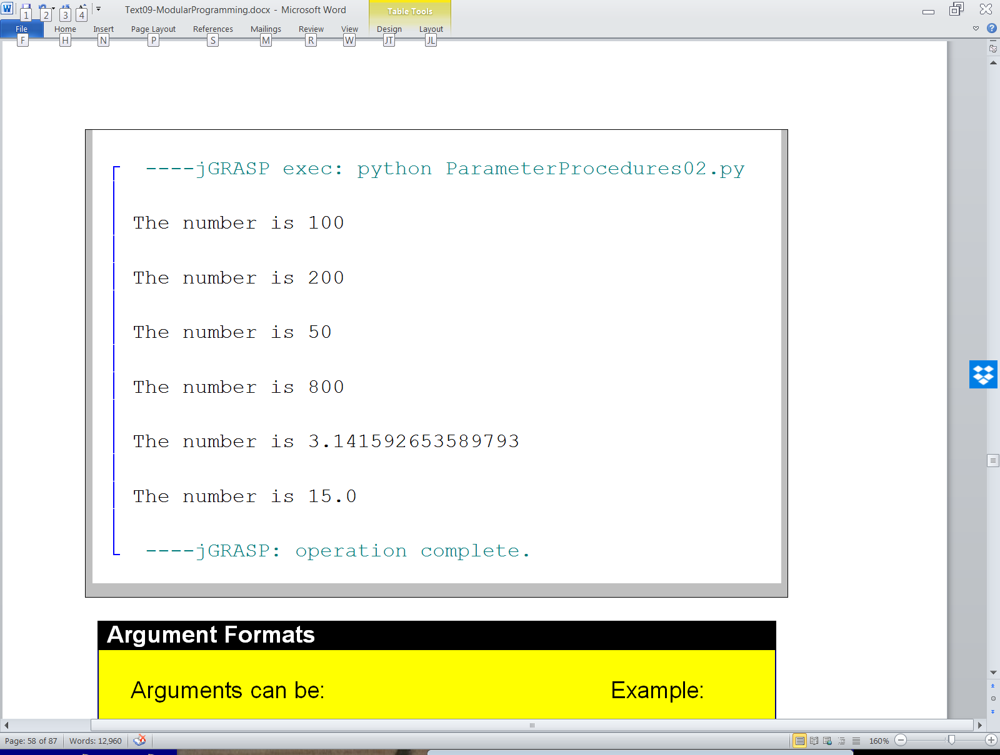 Text09-ModularProgramming.docx - Microsoft Word
Table Tools
1 2 3 4
File Home Insert Page Layout References Mailings Review View Design Layout
F H N P S M R W JT JL
----jGRASP exec: python ParameterProcedures02.py
The number is 100
The number is 200
The number is 50
The number is 800
The number is 3.141592653589793
The number is 15.0
----jGRASP: operation complete.
Argument Formats
Arguments can be: Example:
Page: 58 of 87 Words: 12,960 160%